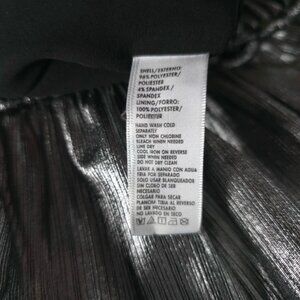 SHELL/EXTERNO:
96% POLYESTER/
POLIESTER
4% SPANDEX/
SPANDEX
LINING/FORRO:
100% POLYESTER/
POLIESTER
HAND WASH COLD
SEPARATLY
ONLY NON CHLORINE
BLEACH WHEN NEEDED
LINE DRY
COOL IRON ON REVERSE
SIDE WHEN NEEDED
DO NOT DRY CLEAN
LAVAR A MANO CON AGUA
FRIA POR SEPARADO
SOLO USAR BLANQUEADOR
SIN CLORO DE SER
NECESARIO
COLGAR PARA SECAR
PLANCHA TIBIA AL REVERSO
DE SER NECESARIO
NO LAVADO EN SECO